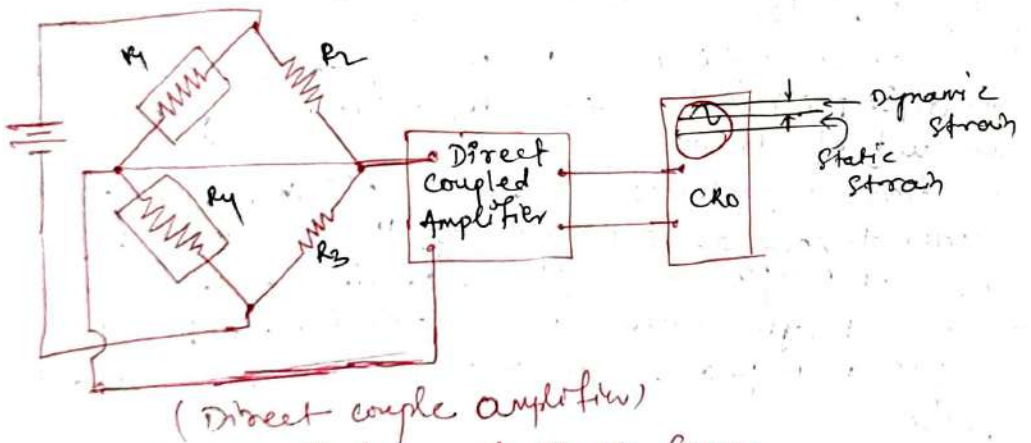 R1
R2
R4
R3
Direct
Coupled
Amplifier
CRO
Dynamic
Strain
Static
Strain
(Direct couple amplifier)